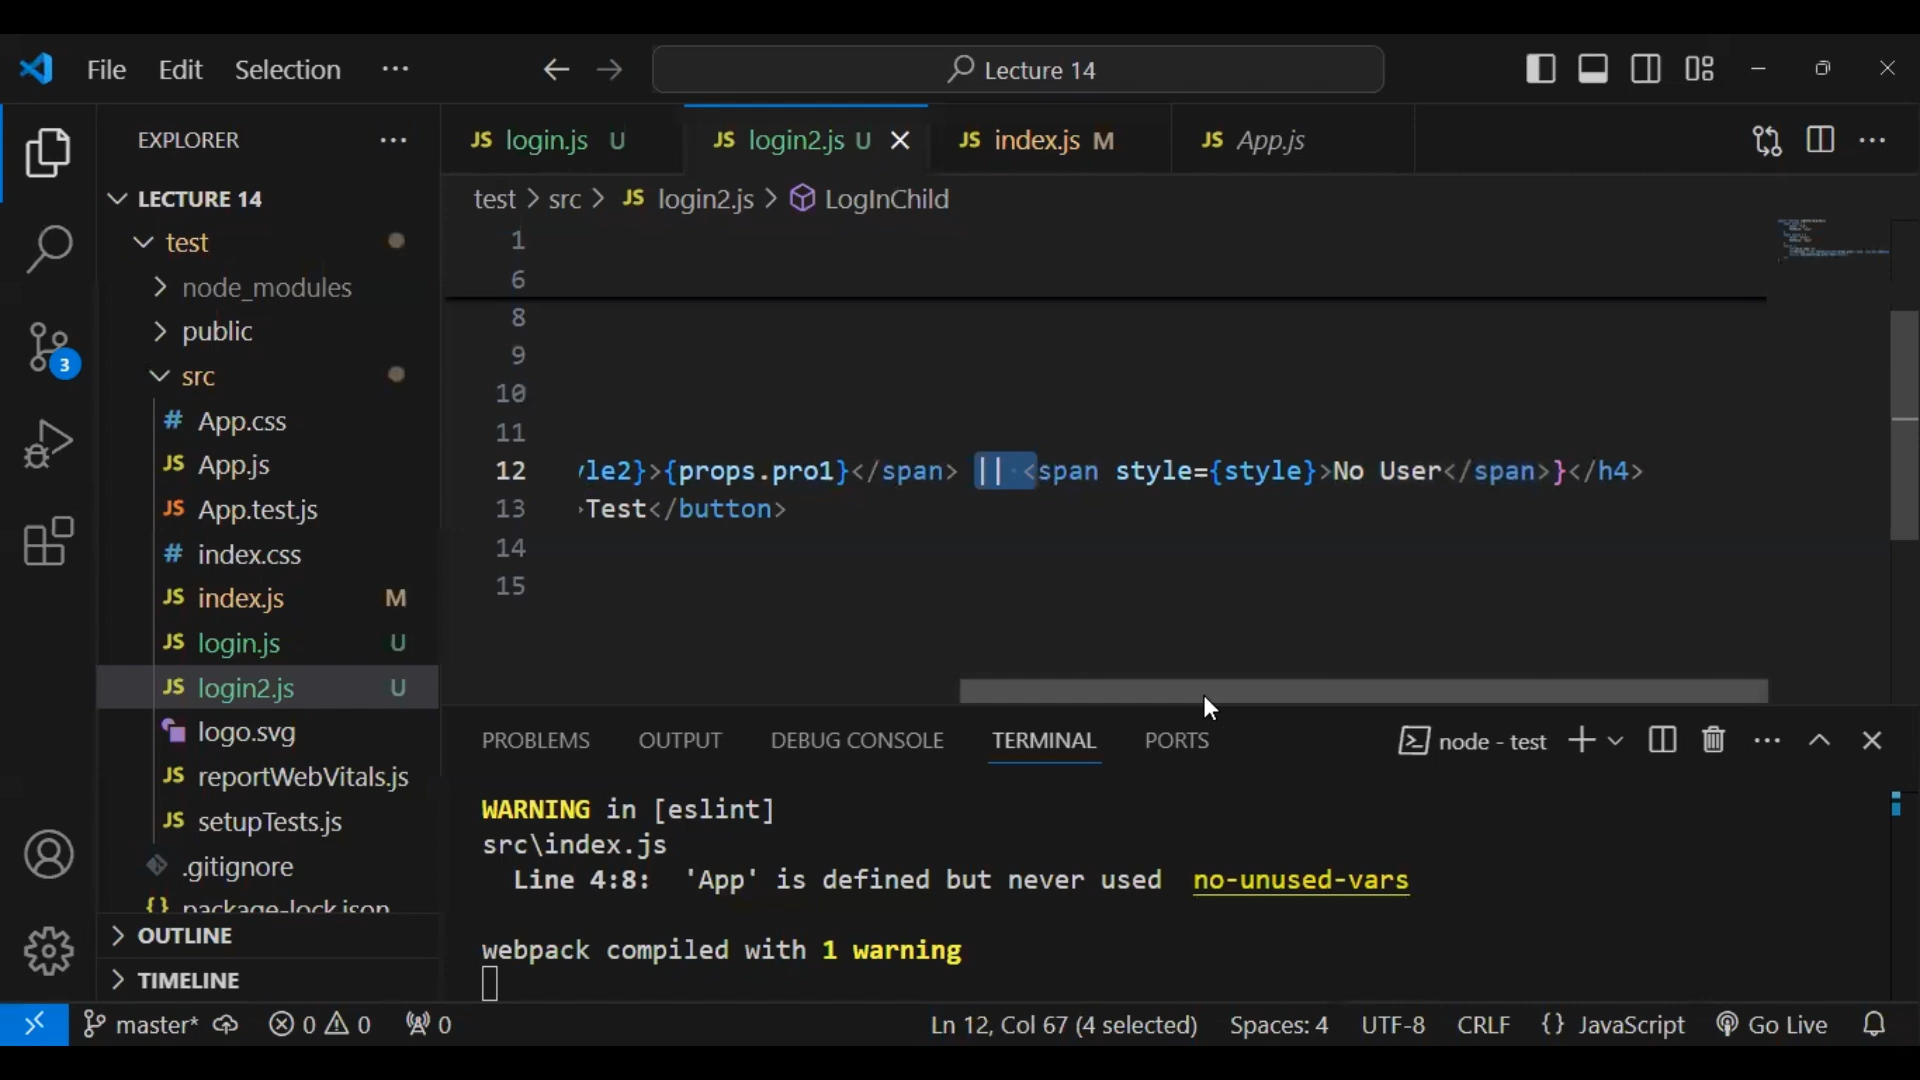 File Edit Selection ··· Lecture 14
EXPLORER ···
JS login.js U JS login2.js U JS index.js M JS App.js ···
LECTURE 14
test > src > JS login2.js > LogInChild
test
node_modules
public
src
# App.css
JS App.js
JS App.test.js
# index.css
JS index.js M
JS login.js U
JS login2.js U
logo.svg
JS reportWebVitals.js
JS setupTests.js
.gitignore
{} package-lock.json
OUTLINE
TIMELINE
3
1
6
8
9
10
11
12 yle2}>{props.pro1}</span> || <span style={style}>No User</span>}</h4>
13 >Test</button>
14
15
PROBLEMS OUTPUT DEBUG CONSOLE TERMINAL PORTS node - test ···
WARNING in [eslint]
src\index.js
Line 4:8: 'App' is defined but never used no-unused-vars
webpack compiled with 1 warning
master* 0 0 0 Ln 12, Col 67 (4 selected) Spaces: 4 UTF-8 CRLF {} JavaScript Go Live